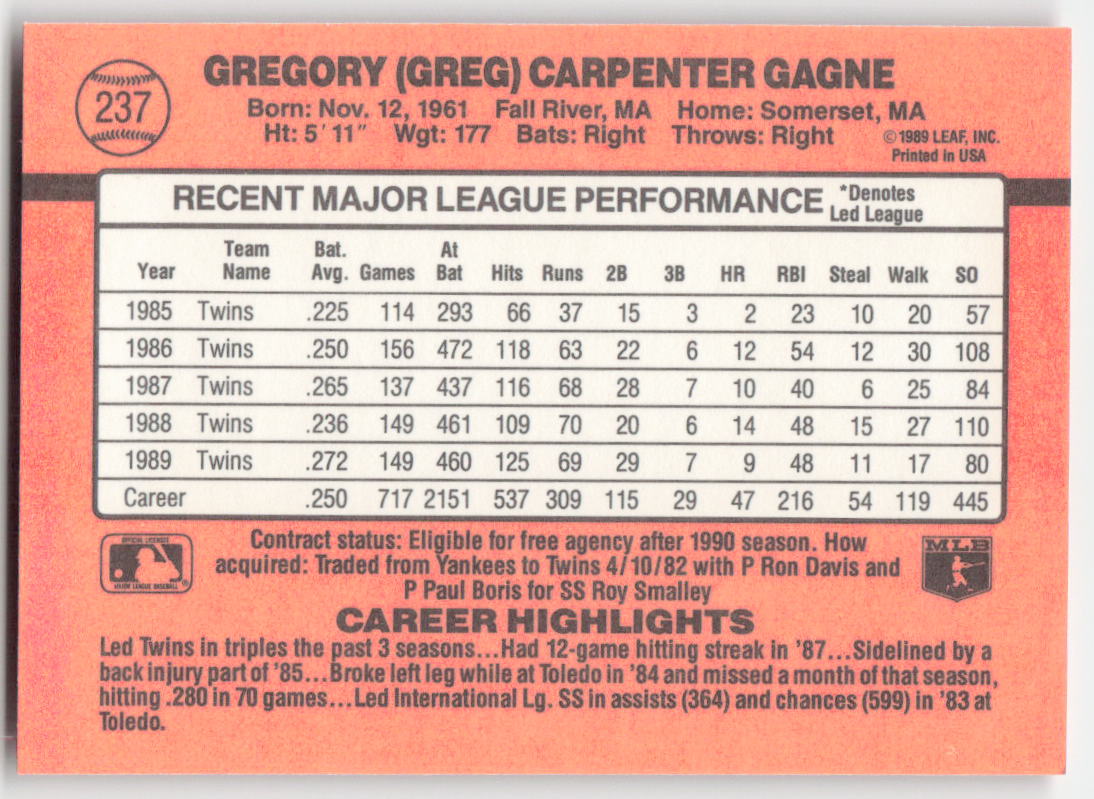 237
GREGORY (GREG) CARPENTER GAGNE
Born: Nov. 12, 1961 Fall River, MA Home: Somerset, MA
Ht: 5' 11" Wgt: 177 Bats: Right Throws: Right
©1989 LEAF, INC.
Printed In USA
RECENT MAJOR LEAGUE PERFORMANCE *Denotes Led League
Year Team Name Bat. Avg. Games At Bat Hits Runs 2B 3B HR RBI Steal Walk SO
1985 Twins .225 114 293 66 37 15 3 2 23 10 20 57
1986 Twins .250 156 472 118 63 22 6 12 54 12 30 108
1987 Twins .265 137 437 116 68 28 7 10 40 6 25 84
1988 Twins .236 149 461 109 70 20 6 14 48 15 27 110
1989 Twins .272 149 460 125 69 29 7 9 48 11 17 80
Career .250 717 2151 537 309 115 29 47 216 54 119 445
OFFICIAL LICENSEE
MAJOR LEAGUE BASEBALL ®
Contract status: Eligible for free agency after 1990 season. How
acquired: Traded from Yankees to Twins 4/10/82 with P Ron Davis and
P Paul Boris for SS Roy Smalley
MLB
CAREER HIGHLIGHTS
Led Twins in triples the past 3 seasons...Had 12-game hitting streak in '87...Sidelined by a
back injury part of '85...Broke left leg while at Toledo in '84 and missed a month of that season,
hitting .280 in 70 games...Led International Lg. SS in assists (364) and chances (599) in '83 at
Toledo.